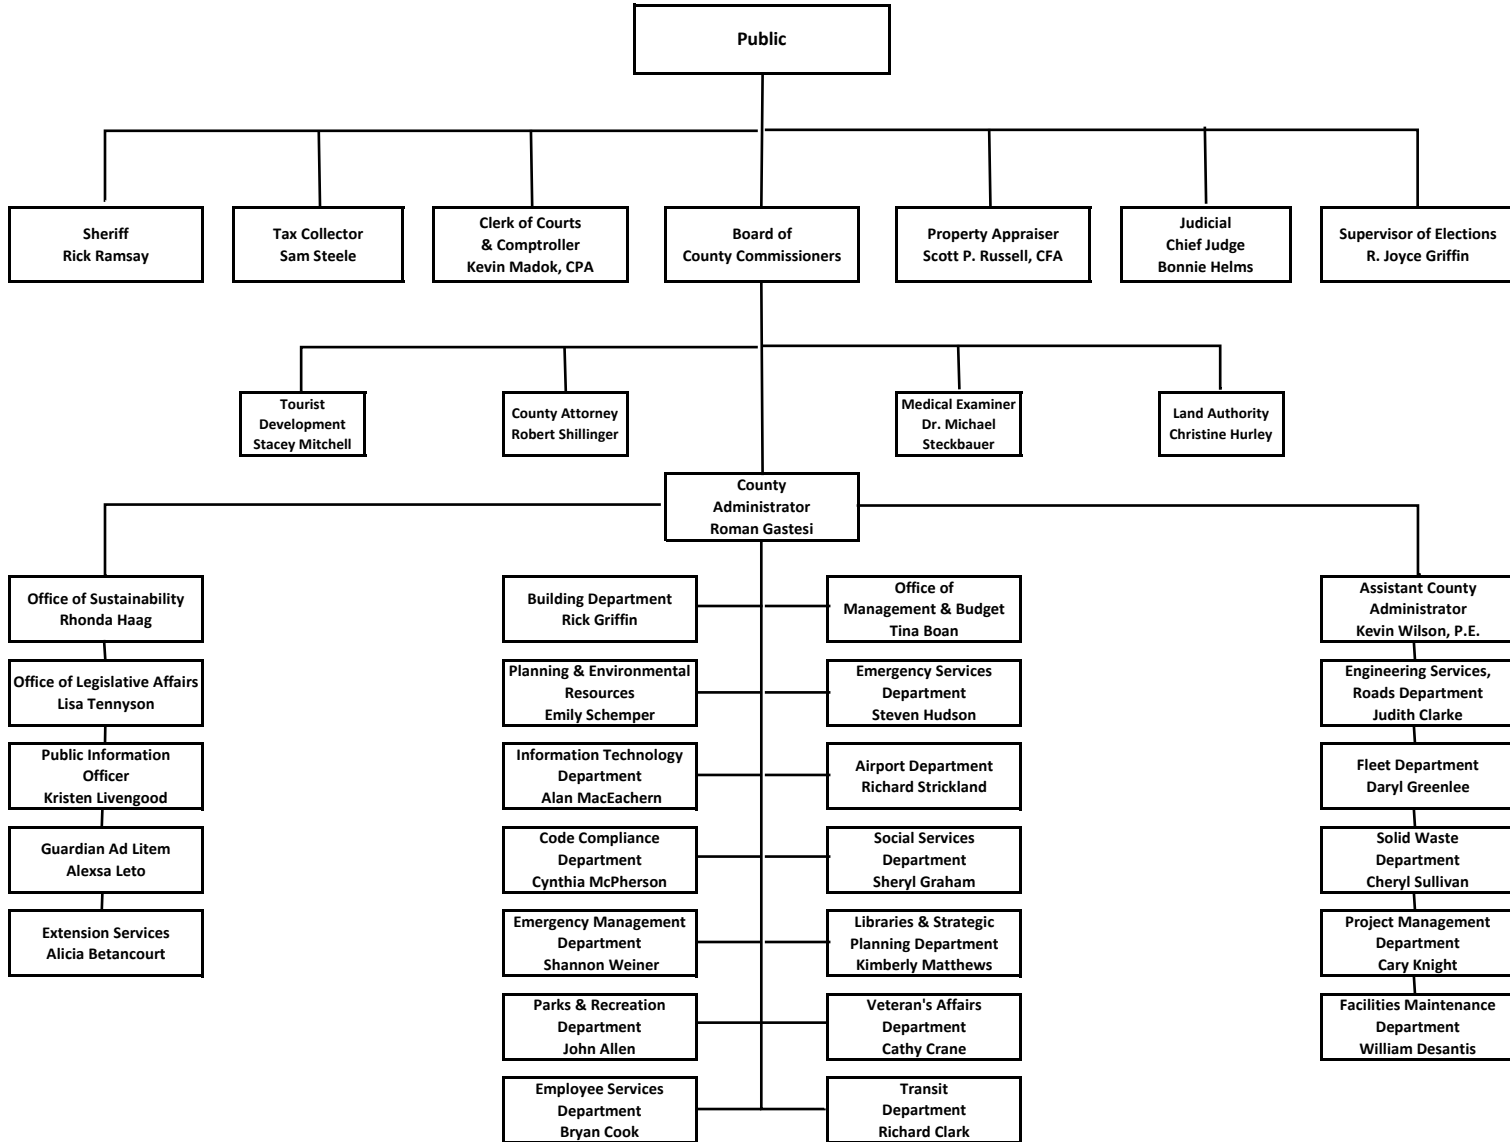 Public
Sheriff
Rick Ramsay
Tax Collector
Sam Steele
Clerk of Courts
& Comptroller
Kevin Madok, CPA
Board of
County Commissioners
Property Appraiser
Scott P. Russell, CFA
Judicial
Chief Judge
Bonnie Helms
Supervisor of Elections
R. Joyce Griffin
Tourist
Development
Stacey Mitchell
County Attorney
Robert Shillinger
Medical Examiner
Dr. Michael
Steckbauer
Land Authority
Christine Hurley
County
Administrator
Roman Gastesi
Office of Sustainability
Rhonda Haag
Office of Legislative Affairs
Lisa Tennyson
Public Information
Officer
Kristen Livengood
Guardian Ad Litem
Alexsa Leto
Extension Services
Alicia Betancourt
Building Department
Rick Griffin
Planning & Environmental
Resources
Emily Schemper
Information Technology
Department
Alan MacEachern
Code Compliance
Department
Cynthia McPherson
Emergency Management
Department
Shannon Weiner
Parks & Recreation
Department
John Allen
Employee Services
Department
Bryan Cook
Office of
Management & Budget
Tina Boan
Emergency Services
Department
Steven Hudson
Airport Department
Richard Strickland
Social Services
Department
Sheryl Graham
Libraries & Strategic
Planning Department
Kimberly Matthews
Veteran's Affairs
Department
Cathy Crane
Transit
Department
Richard Clark
Assistant County
Administrator
Kevin Wilson, P.E.
Engineering Services,
Roads Department
Judith Clarke
Fleet Department
Daryl Greenlee
Solid Waste
Department
Cheryl Sullivan
Project Management
Department
Cary Knight
Facilities Maintenance
Department
William Desantis